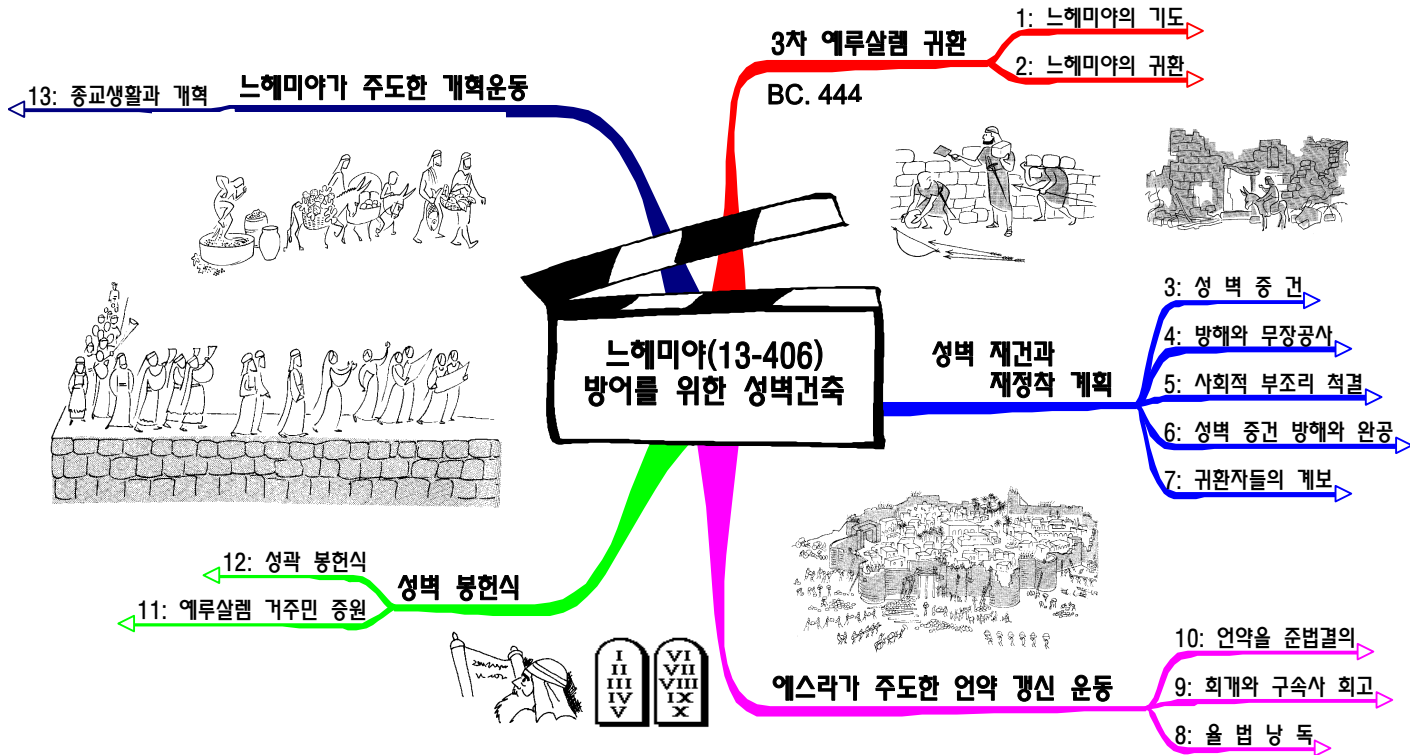 느헤미야(13-406)
방어를 위한 성벽건축
3차 예루살렘 귀환
BC. 444
1: 느헤미야의 기도
2: 느헤미야의 귀환
성벽 재건과
재정착 계획
3: 성 벽 중 건
4: 방해와 무장공사
5: 사회적 부조리 척결
6: 성벽 중건 방해와 완공
7: 귀환자들의 계보
에스라가 주도한 언약 갱신 운동
10: 언약을 준법결의
9: 회개와 구속사 회고
8: 율 법 낭 독
성벽 봉헌식
12: 성곽 봉헌식
11: 예루살렘 거주민 증원
느헤미야가 주도한 개혁운동
13: 종교생활과 개혁
I
II
III
IV
V
VI
VII
VIII
IX
X